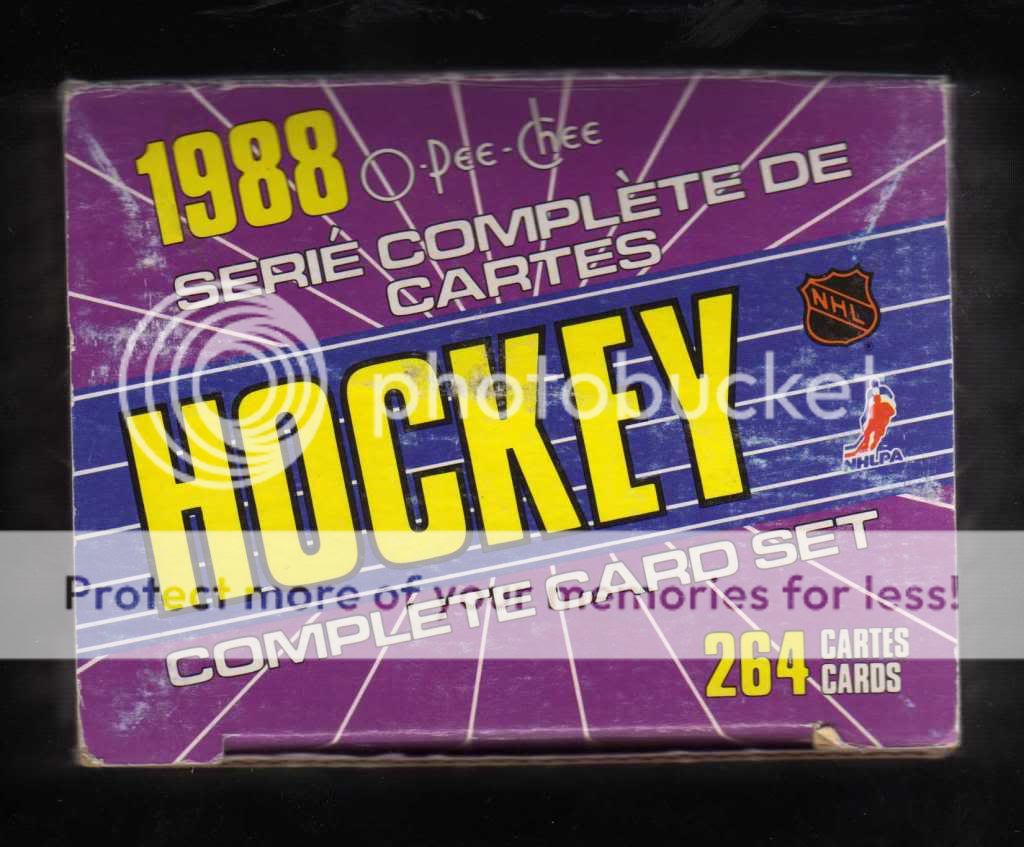 1988 O-Pee-Chee
SERIÉ COMPLÈTE DE
CARTES
NHL
HOCKEY
photobucket
NHLPA
COMPLETE CARD SET
Protect more of your memories for less!
264 CARTES
CARDS